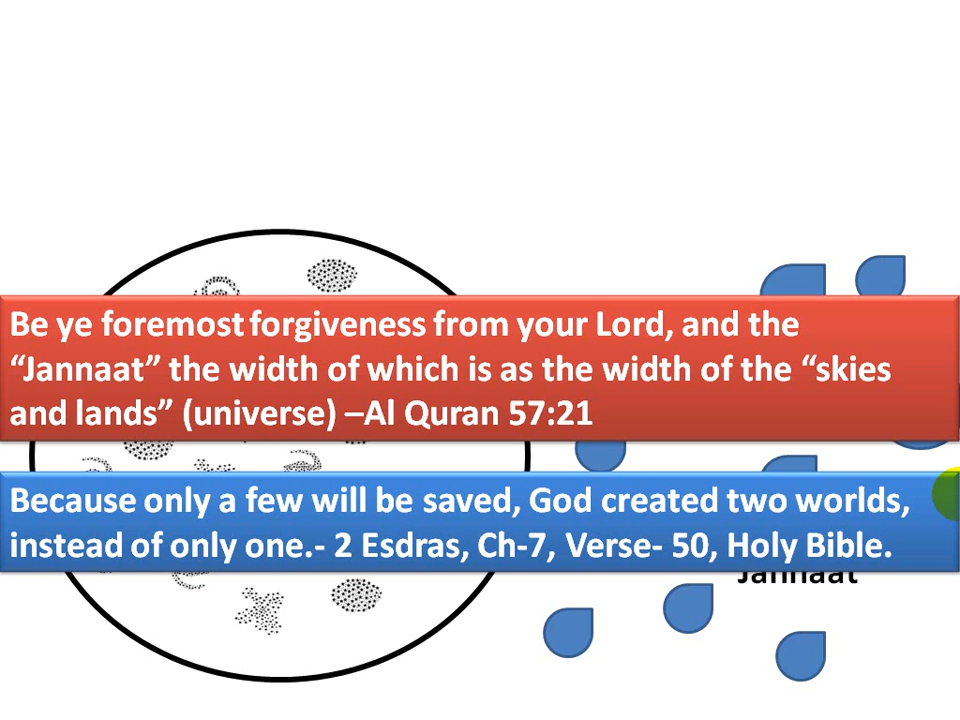 Be ye foremost forgiveness from your Lord, and the
“Jannaat” the width of which is as the width of the “skies
and lands” (universe) –Al Quran 57:21
Because only a few will be saved, God created two worlds,
instead of only one.- 2 Esdras, Ch-7, Verse- 50, Holy Bible.
Jannaat